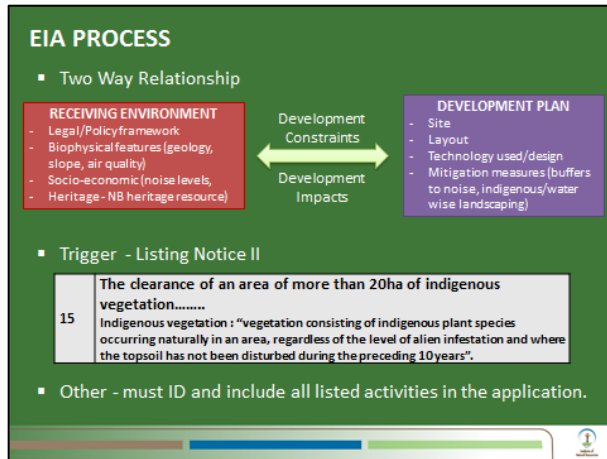 EIA PROCESS
▪ Two Way Relationship
RECEIVING ENVIRONMENT
- Legal/Policy framework
- Biophysical features (geology,
slope, air quality)
- Socio-economic (noise levels,
- Heritage - NB heritage resource)
Development
Constraints
Development
Impacts
DEVELOPMENT PLAN
- Site
- Layout
- Technology used/design
- Mitigation measures (buffers
to noise, indigenous/water
wise landscaping)
▪ Trigger - Listing Notice II
15
The clearance of an area of more than 20ha of indigenous
vegetation........
Indigenous vegetation : “vegetation consisting of indigenous plant species
occurring naturally in an area, regardless of the level of alien infestation and where
the topsoil has not been disturbed during the preceding 10 years”.
▪ Other - must ID and include all listed activities in the application.